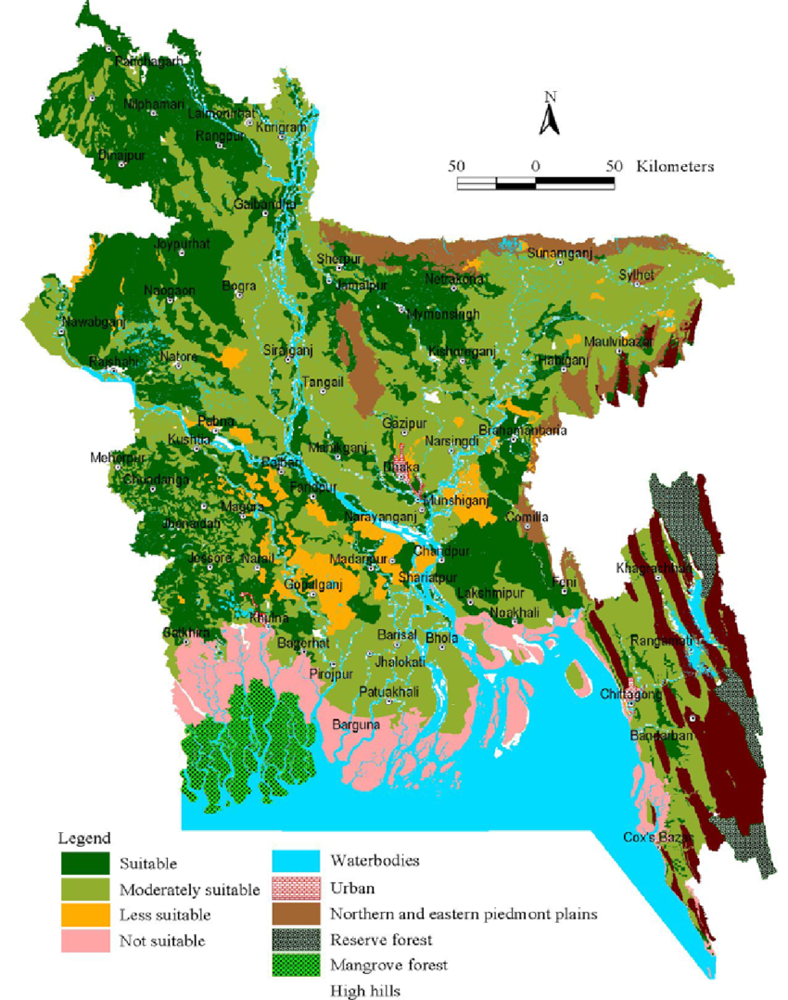 Panchagarh
Nilphamari
Lalmonirhat
Kurigram
Rangpur
Dinajpur
Gaibandha
N
50 0 50 Kilometers
Joypurhat
Sherpur
Sunamganj
Jamalpur
Netrakona
Sylhet
Naogaon
Bogra
Mymensingh
Nawabganj
Maulvibazar
Sirajganj
Kishoreganj
Rajshahi
Natore
Habiganj
Tangail
Pabna
Gazipur
Brahamanbaria
Kushtia
Manikganj
Narsingdi
Meherpur
Rajbari
Dhaka
Chuadanga
Faridpur
Magura
Munshiganj
Jhenaidah
Narayanganj
Comilla
Jessore
Narail
Madaripur
Chandpur
Khagrachhari
Gopalganj
Shariatpur
Feni
Lakshmipur
Khulna
Noakhali
Satkhira
Bagerhat
Barisal
Bhola
Rangamati
Jhalokati
Pirojpur
Patuakhali
Chittagong
Barguna
Bandarban
Cox's Bazar
Legend
Suitable
Moderately suitable
Less suitable
Not suitable
Waterbodies
Urban
Northern and eastern piedmont plains
Reserve forest
Mangrove forest
High hills